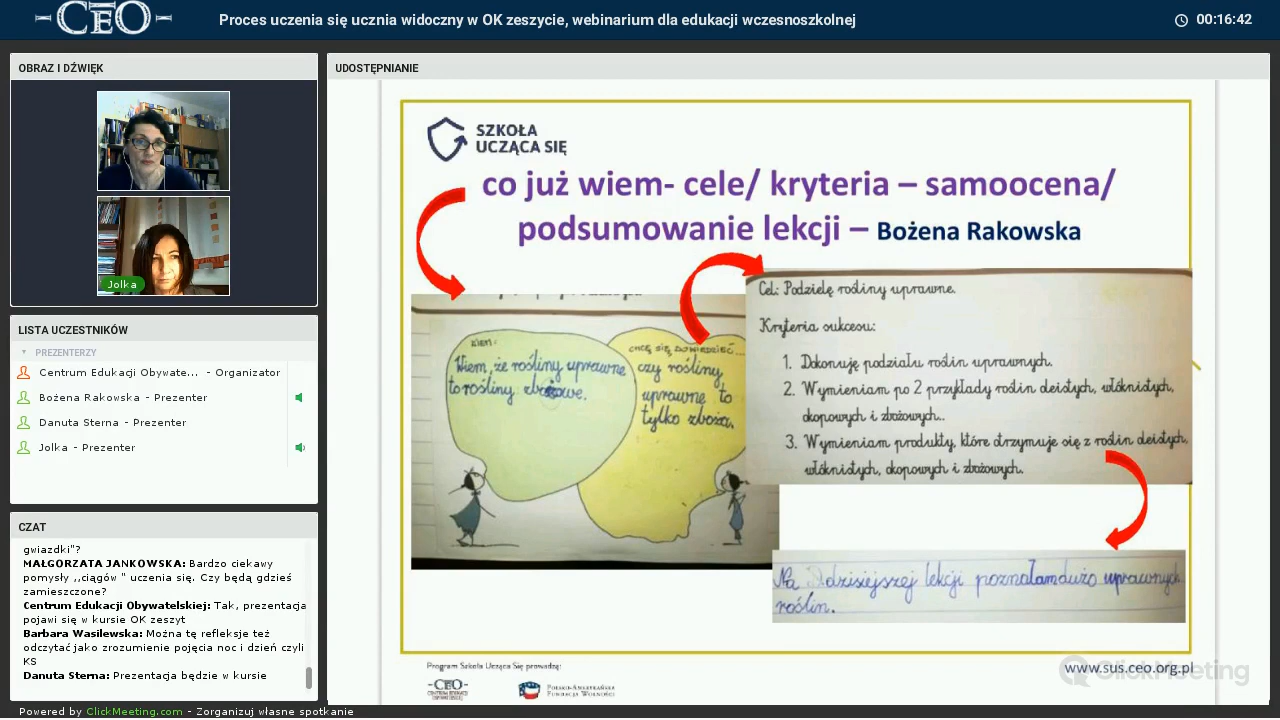 CEO
Proces uczenia się ucznia widoczny w OK zeszycie, webinarium dla edukacji wczesnoszkolnej
00:16:42
OBRAZ I DŹWIĘK
Jolka
LISTA UCZESTNIKÓW
PREZENTERZY
Centrum Edukacji Obywate... - Organizator
Bożena Rakowska - Prezenter
Danuta Sterna - Prezenter
Jolka - Prezenter
CZAT
gwiazdki"?
MAŁGORZATA JANKOWSKA: Bardzo ciekawy
pomysły ,,ciągów " uczenia się. Czy będą gdzieś
zamieszczone?
Centrum Edukacji Obywatelskiej: Tak, prezentacja
pojawi się w kursie OK zeszyt
Barbara Wasilewska: Można tę refleksje też
odczytać jako zrozumienie pojęcia noc i dzień czyli
KS
Danuta Sterna: Prezentacja będzie w kursie
Powered by ClickMeeting.com - Zorganizuj własne spotkanie
UDOSTĘPNIANIE
SZKOŁA
UCZĄCA SIĘ
co już wiem- cele/ kryteria – samoocena/
podsumowanie lekcji – Bożena Rakowska
WIEM:
Wiem, że rośliny uprawne
to rośliny zbożowe.
CHCĘ SIĘ DOWIEDZIEĆ...
czy rośliny
uprawne to
tylko zboża.
Cel: Podzielę rośliny uprawne.
Kryteria sukcesu:
1. Dokonuję podziału roślin uprawnych.
2. Wymieniam po 2 przykłady roślin oleistych, włóknistych,
okopowych i zbożowych..
3. Wymieniam produkty, które otrzymuje się z roślin oleistych,
włóknistych, okopowych i zbożowych.
Na dzisiejszej lekcji poznałam dużo uprawnych
roślin.
Program Szkoła Ucząca Się prowadzą:
CEO
CENTRUM EDUKACJI
OBYWATELSKIEJ
POLSKO-AMERYKAŃSKA
FUNDACJA WOLNOŚCI
www.sus.ceo.org.pl
ClickMeeting